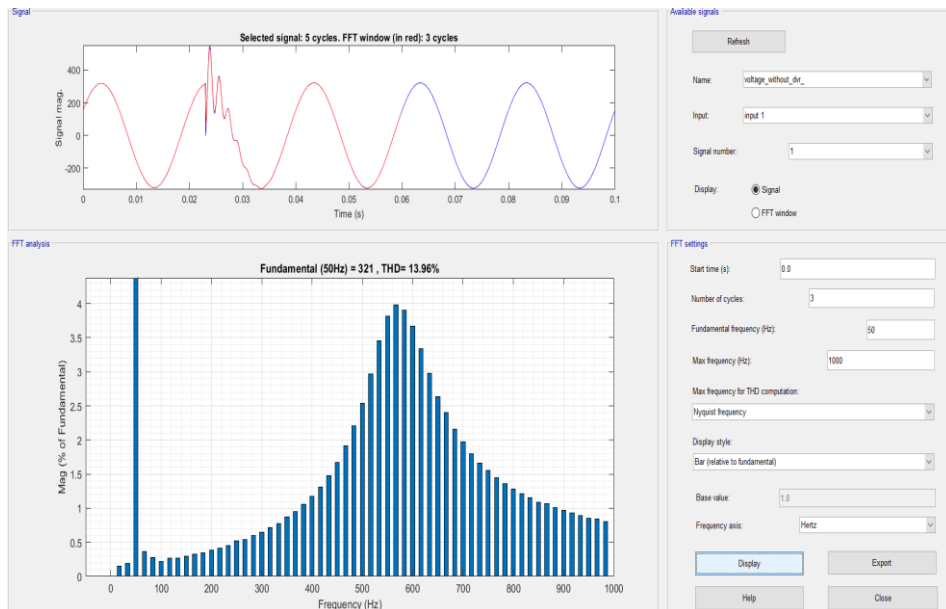 Signal
Selected signal: 5 cycles. FFT window (in red): 3 cycles
Signal mag.
400
200
0
-200
0 0.01 0.02 0.03 0.04 0.05 0.06 0.07 0.08 0.09 0.1
Time (s)
Available signals
Refresh
Name: voltage_without_dvr_
Input: input 1
Signal number: 1
Display: Signal
FFT window
FFT analysis
Fundamental (50Hz) = 321 , THD= 13.96%
Mag (% of Fundamental)
4
3.5
3
2.5
2
1.5
1
0.5
0
0 100 200 300 400 500 600 700 800 900 1000
Frequency (Hz)
FFT settings
Start time (s): 0.0
Number of cycles: 3
Fundamental frequency (Hz): 50
Max frequency (Hz): 1000
Max frequency for THD computation:
Nyquist frequency
Display style:
Bar (relative to fundamental)
Base value: 1.0
Frequency axis: Hertz
Display Export
Help Close